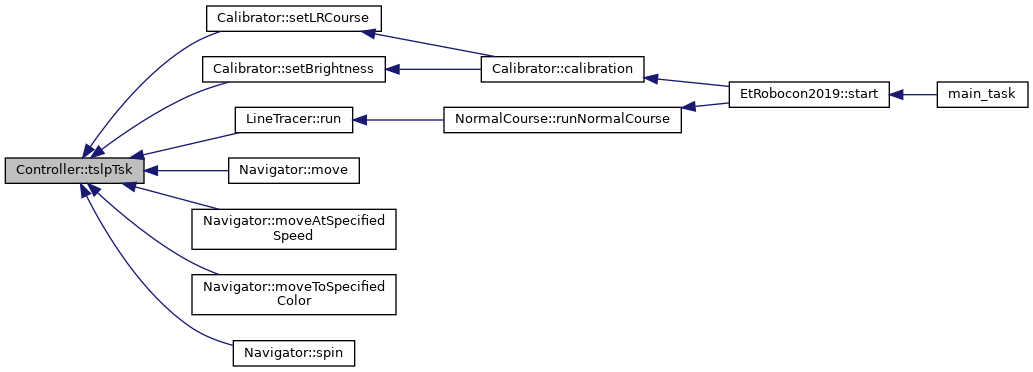 Calibrator::setLRCourse
Calibrator::setBrightness
Calibrator::calibration
EtRobocon2019::start
main_task
LineTracer::run
NormalCourse::runNormalCourse
Controller::tslpTsk
Navigator::move
Navigator::moveAtSpecified
Speed
Navigator::moveToSpecified
Color
Navigator::spin